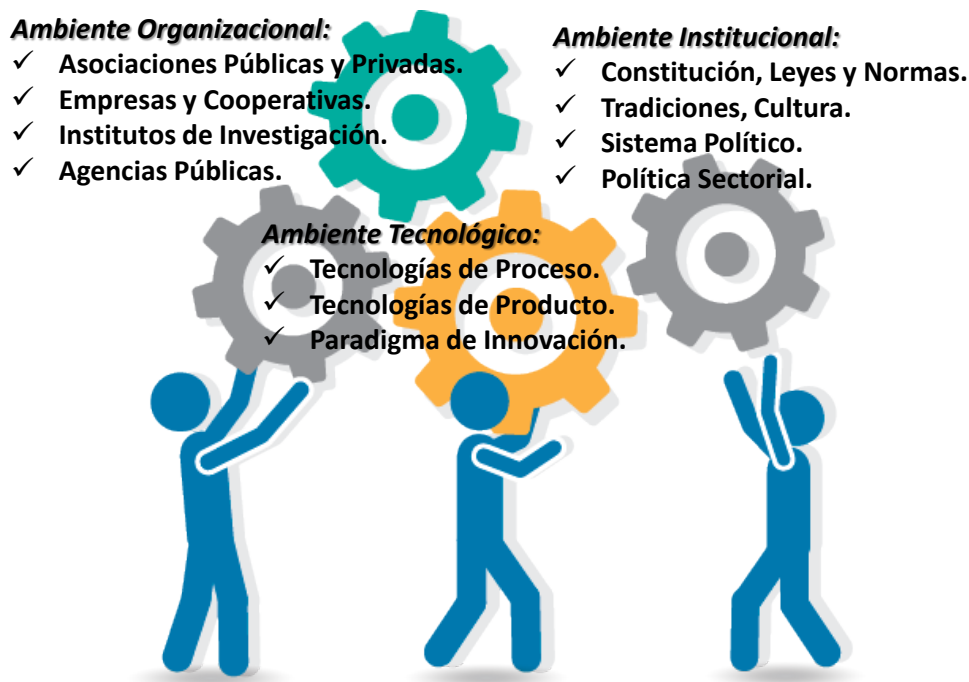 Ambiente Organizacional:
✓ Asociaciones Públicas y Privadas.
✓ Empresas y Cooperativas.
✓ Institutos de Investigación.
✓ Agencias Públicas.
Ambiente Institucional:
✓ Constitución, Leyes y Normas.
✓ Tradiciones, Cultura.
✓ Sistema Político.
✓ Política Sectorial.
Ambiente Tecnológico:
✓ Tecnologías de Proceso.
✓ Tecnologías de Producto.
✓ Paradigma de Innovación.